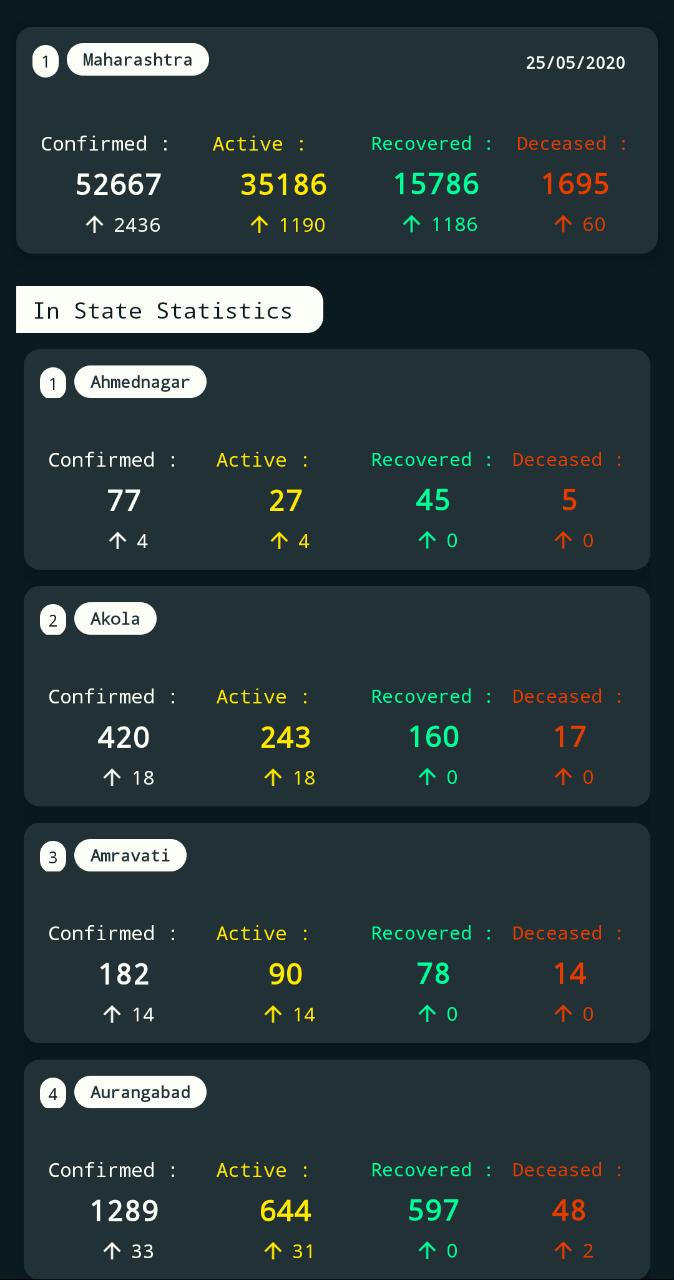 1 Maharashtra 25/05/2020
Confirmed : Active : Recovered : Deceased :
52667 35186 15786 1695
↑ 2436 ↑ 1190 ↑ 1186 ↑ 60
In State Statistics
1 Ahmednagar
Confirmed : Active : Recovered : Deceased :
77 27 45 5
↑ 4 ↑ 4 ↑ 0 ↑ 0
2 Akola
Confirmed : Active : Recovered : Deceased :
420 243 160 17
↑ 18 ↑ 18 ↑ 0 ↑ 0
3 Amravati
Confirmed : Active : Recovered : Deceased :
182 90 78 14
↑ 14 ↑ 14 ↑ 0 ↑ 0
4 Aurangabad
Confirmed : Active : Recovered : Deceased :
1289 644 597 48
↑ 33 ↑ 31 ↑ 0 ↑ 2